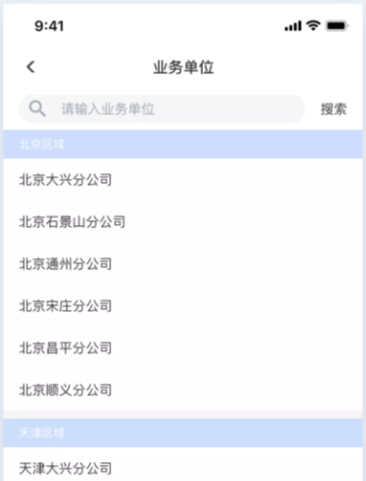 9:41
业务单位
请输入业务单位 搜索
北京区域
北京大兴分公司
北京石景山分公司
北京通州分公司
北京宋庄分公司
北京昌平分公司
北京顺义分公司
天津区域
天津大兴分公司